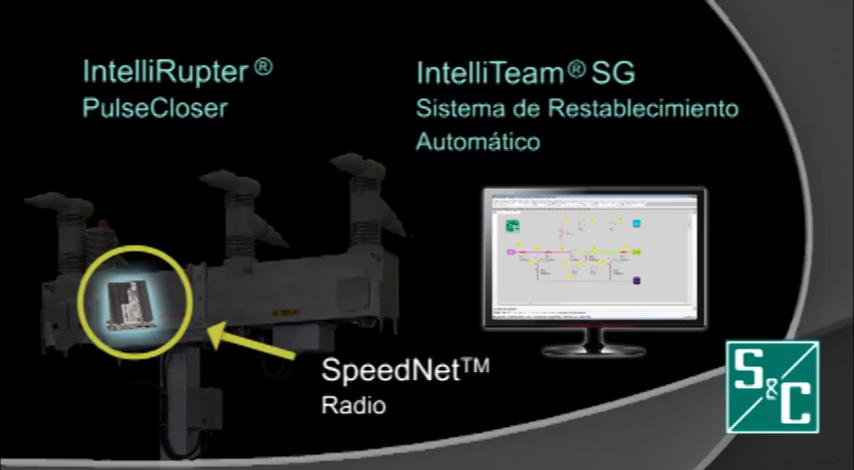 IntelliRupter®
PulseCloser
IntelliTeam® SG
Sistema de Restablecimiento
Automático
SpeedNet™
Radio
S&C